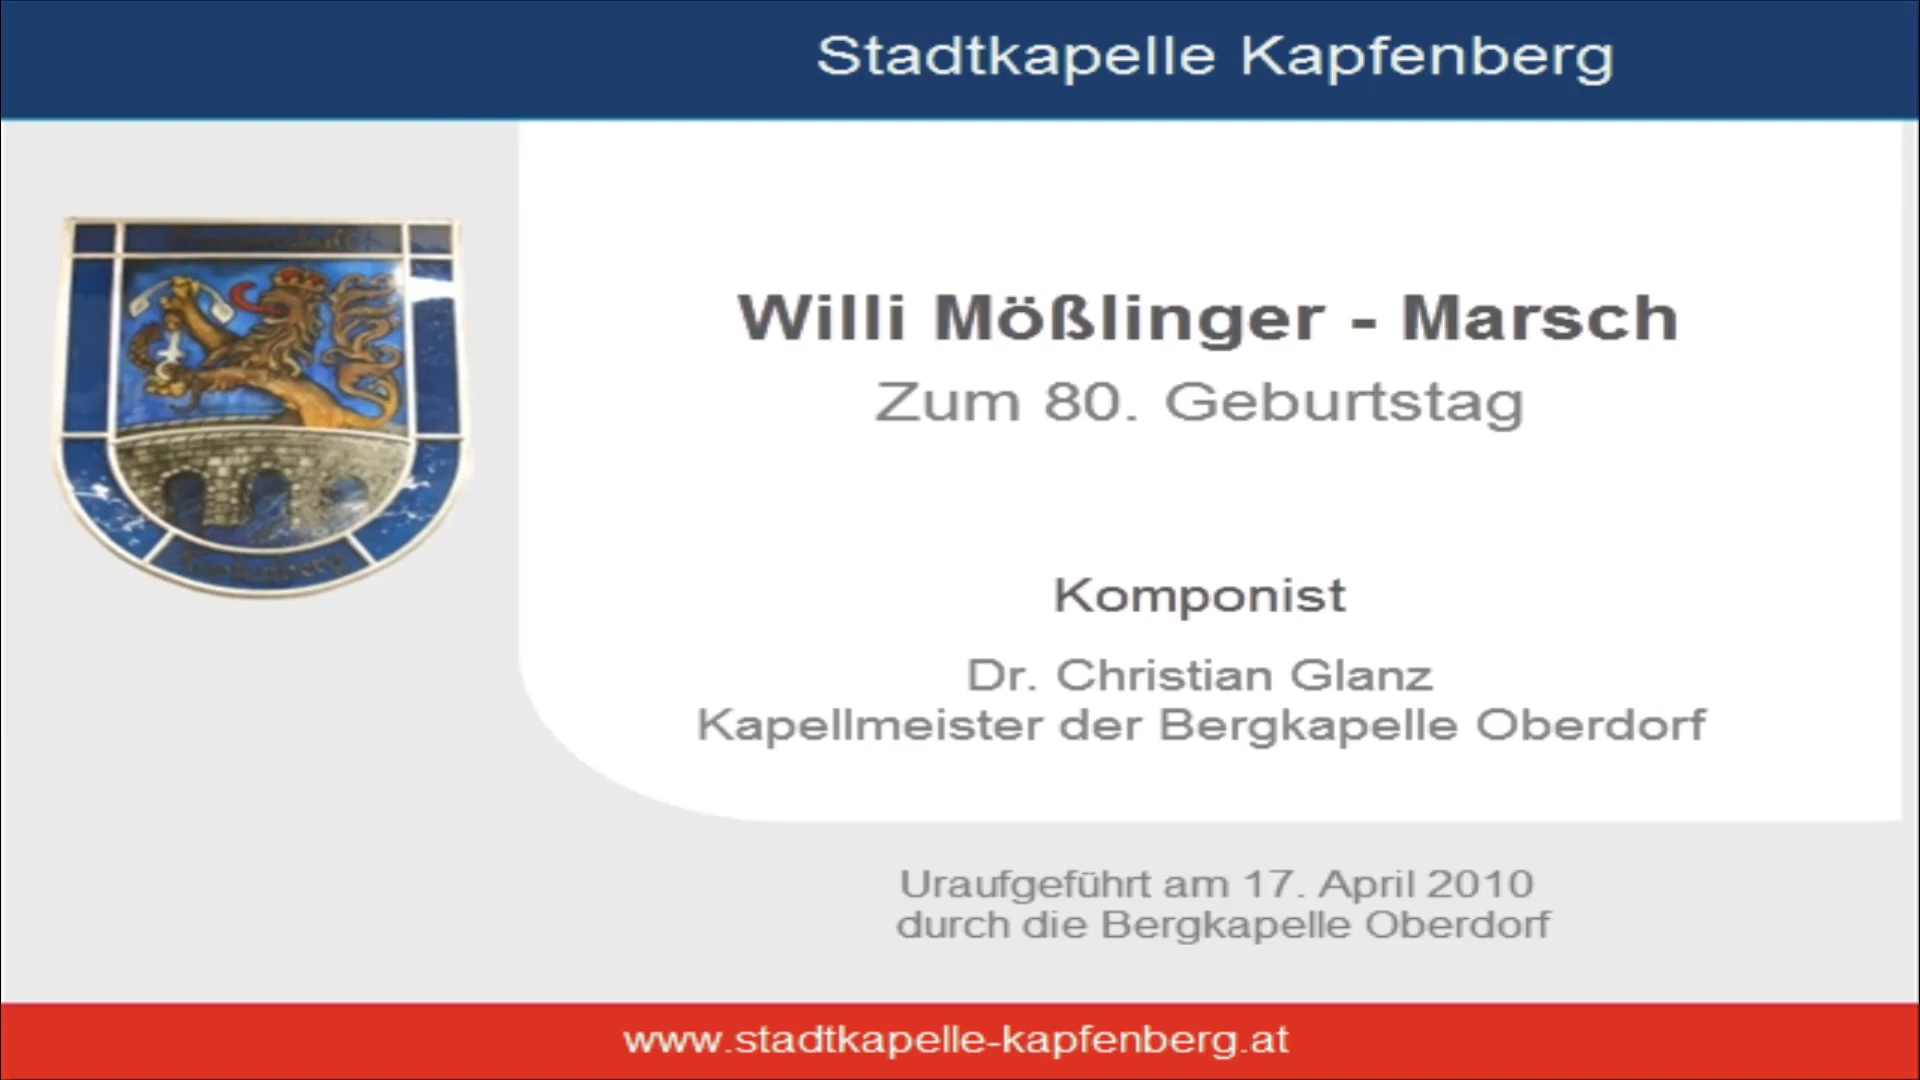 Stadtkapelle Kapfenberg
Willi Mößlinger - Marsch
Zum 80. Geburtstag
Komponist
Dr. Christian Glanz
Kapellmeister der Bergkapelle Oberdorf
Uraufgeführt am 17. April 2010
durch die Bergkapelle Oberdorf
www.stadtkapelle-kapfenberg.at